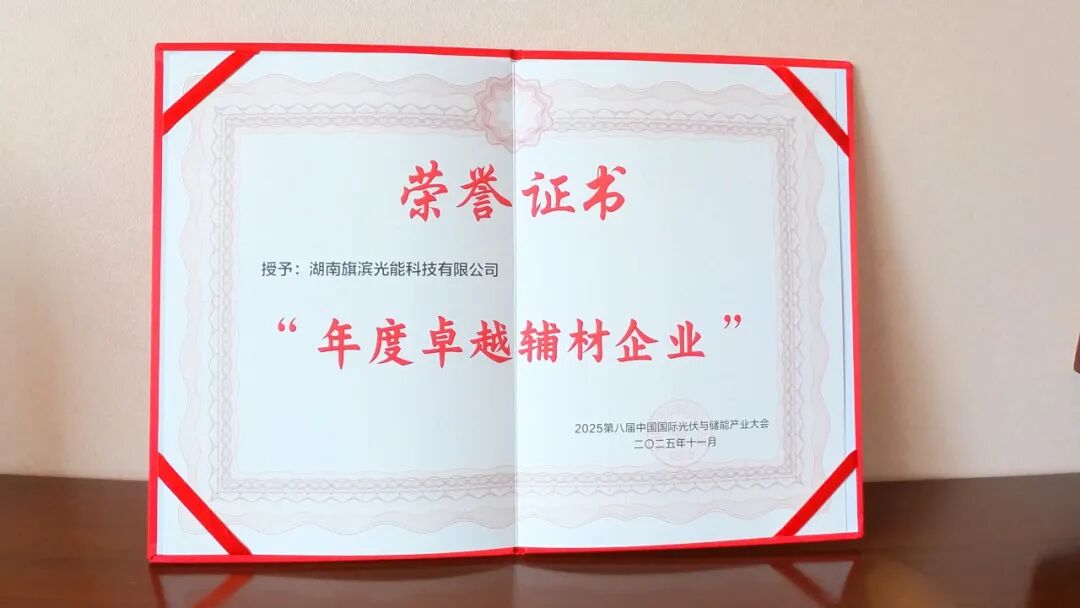 荣誉证书
授予：湖南旗滨光能科技有限公司
“年度卓越辅材企业”
2025第八届中国国际光伏与储能产业大会
二〇二五年十一月